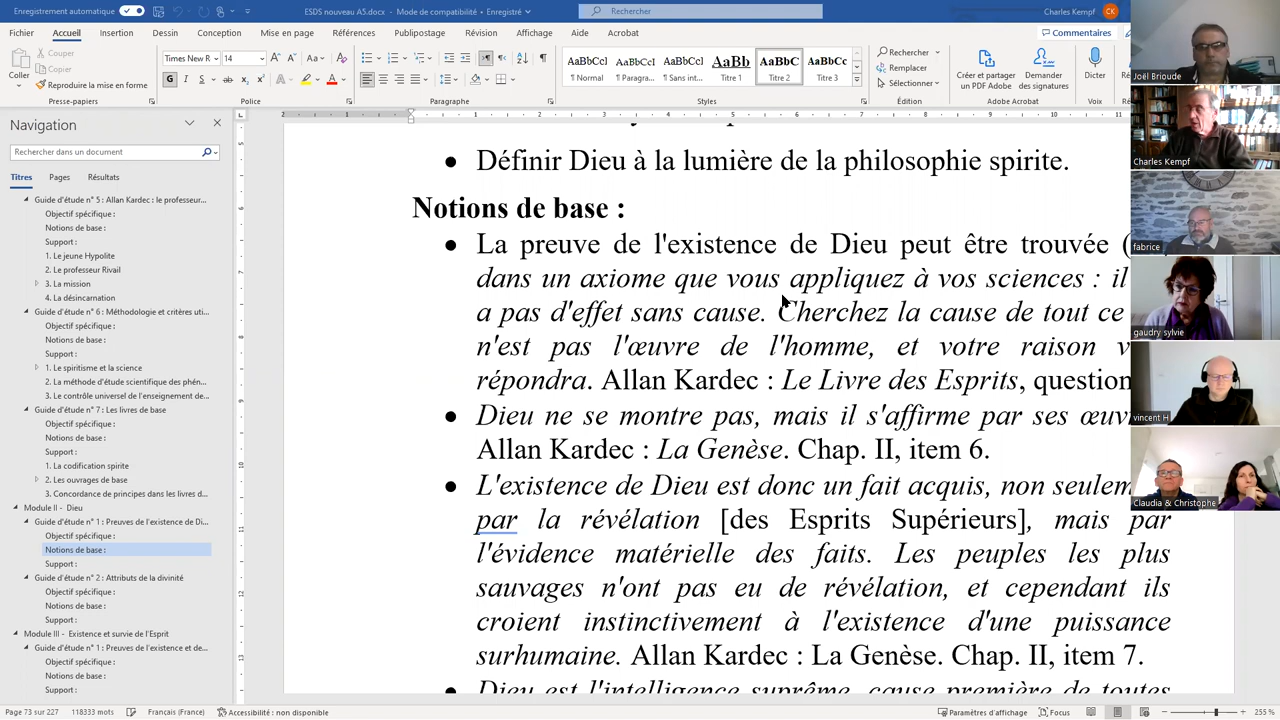 Enregistrement automatique
ESDS nouveau A5.docx - Mode de compatibilité - Enregistré
Rechercher
Charles Kempf
CK
Fichier
Accueil
Insertion
Dessin
Conception
Mise en page
Références
Publipostage
Révision
Affichage
Aide
Acrobat
Commentaires
Coller
Couper
Copier
Reproduire la mise en forme
Presse-papiers
Times New R
14
Police
Paragraphe
AaBbCcI
¶ Normal
¶ Paragra...
¶ Sans int...
Titre 1
Titre 2
Titre 3
Styles
Rechercher
Remplacer
Sélectionner
Édition
Créer et partager
un PDF Adobe
Demander
des signatures
Adobe Acrobat
Dicter
Voix
Navigation
Rechercher dans un document
Titres
Pages
Résultats
Guide d'étude n° 5 : Allan Kardec : le professeur...
Objectif spécifique :
Notions de base :
Support :
1. Le jeune Hypolite
2. Le professeur Rivail
3. La mission
4. La désincarnation
Guide d'étude n° 6 : Méthodologie et critères uti...
Notions de base :
Support :
1. Le spiritisme et la science
2. La méthode d'étude scientifique des phén...
3. Le contrôle universel de l'enseignement de...
Guide d'étude n° 7 : Les livres de base
Objectif spécifique :
Notions de base :
Support :
1. La codification spirite
2. Les ouvrages de base
3. Concordance de principes dans les livres d...
Module II - Dieu
Guide d'étude n° 1 : Preuves de l'existence de Di...
Objectif spécifique :
Notions de base :
Support :
Guide d'étude n° 2 : Attributs de la divinité
Objectif spécifique :
Notions de base :
Support :
Module III - Existence et survie de l'Esprit
Guide d'étude n° 1 : Preuves de l'existence et de...
Objectif spécifique :
Notions de base :
Support :
• Définir Dieu à la lumière de la philosophie spirite.
Notions de base :
• La preuve de l'existence de Dieu peut être trouvée (
dans un axiome que vous appliquez à vos sciences : il
a pas d'effet sans cause. Cherchez la cause de tout ce
n'est pas l'œuvre de l'homme, et votre raison v
répondra. Allan Kardec : Le Livre des Esprits, question
• Dieu ne se montre pas, mais il s'affirme par ses œuv
Allan Kardec : La Genèse. Chap. II, item 6.
• L'existence de Dieu est donc un fait acquis, non seulem
par la révélation [des Esprits Supérieurs], mais par
l'évidence matérielle des faits. Les peuples les plus
sauvages n'ont pas eu de révélation, et cependant ils
croient instinctivement à l'existence d'une puissance
surhumaine. Allan Kardec : La Genèse. Chap. II, item 7.
• Dieu est l'intelligence suprême, cause première de toutes
Joël Brioude
Charles Kempf
fabrice
gaudry sylvie
vincent H
Claudia & Christophe
Page 73 sur 227
118333 mots
Français (France)
Accessibilité : non disponible
Paramètres d'affichage
Focus
255 %